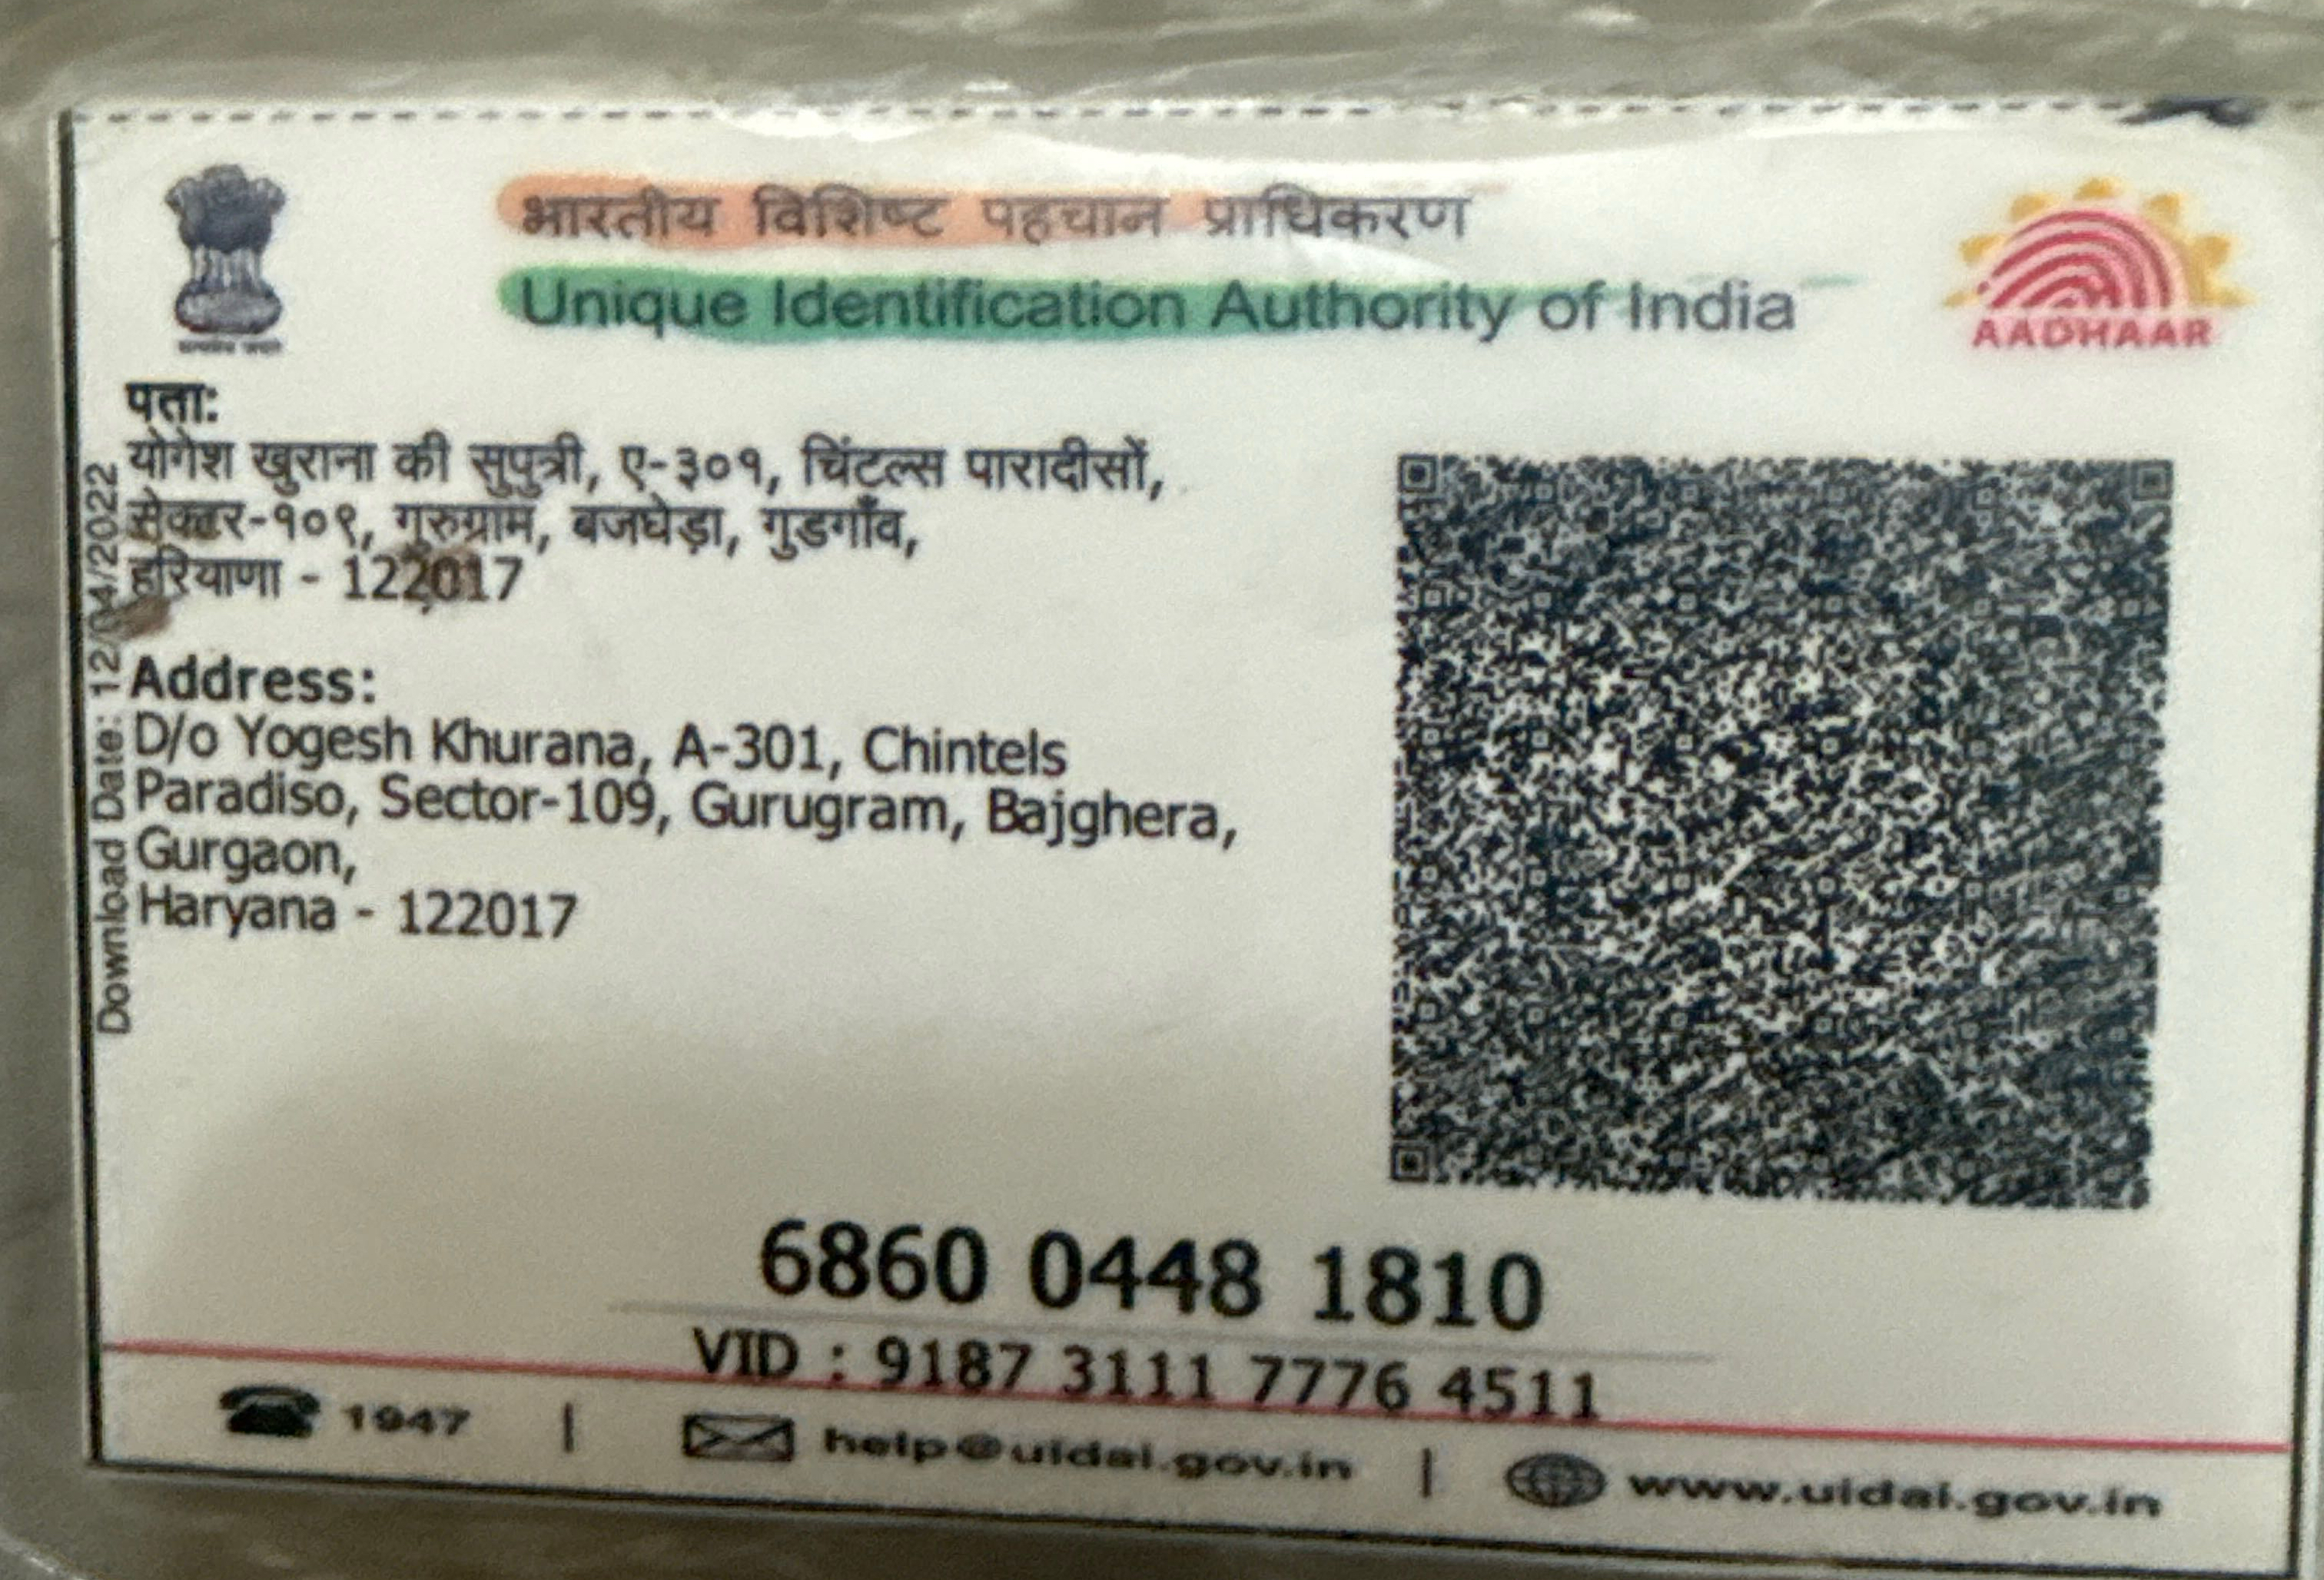 भारतीय विशिष्ट पहचान प्राधिकरण
Unique Identification Authority of India
AADHAAR
पता:
योगेश खुराना की सुपुत्री, ए-३०१, चिंटल्स पारादीसों,
सेक्टर-१०९, गुरुग्राम, बजघेड़ा, गुडगाँव,
हरियाणा - 122017
Address:
D/o Yogesh Khurana, A-301, Chintels
Paradiso, Sector-109, Gurugram, Bajghera,
Gurgaon,
Haryana - 122017
Download Date: 12/04/2022
6860 0448 1810
VID : 9187 3111 7776 4511
1947 | help@uidai.gov.in | www.uidai.gov.in